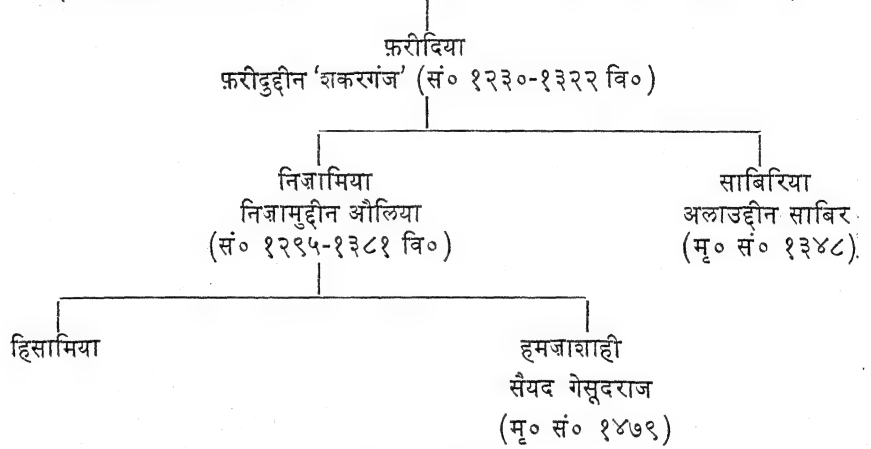 फ़रीदिया
फ़रीदुद्दीन 'शकरगंज' (सं० १२३०-१३२२ वि०)
निज़ामिया
निज़ामुद्दीन औलिया
(सं० १२९५-१३८१ वि०)
साबिरिया
अलाउद्दीन साबिर
(मृ० सं० १३४८)
हिसामिया
हमज़ाशाही
सैयद गेसूदराज
(मृ० सं० १४७९)